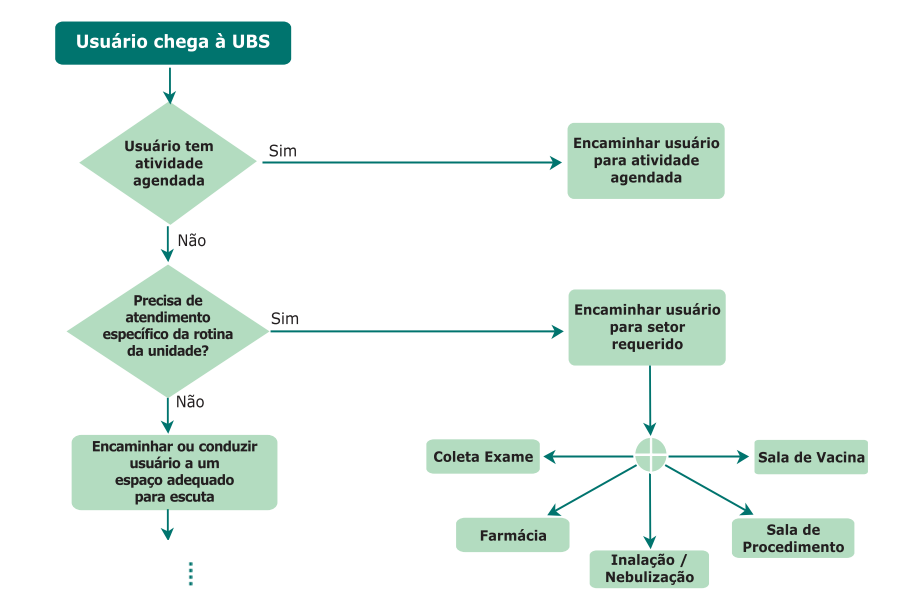 Usuário chega à UBS
Usuário tem
atividade
agendada
Sim
Encaminhar usuário
para atividade
agendada
Não
Precisa de
atendimento
específico da rotina
da unidade?
Sim
Encaminhar usuário
para setor
requerido
Não
Encaminhar ou conduzir
usuário a um
espaço adequado
para escuta
Coleta Exame
Sala de Vacina
Farmácia
Sala de
Procedimento
Inalação /
Nebulização